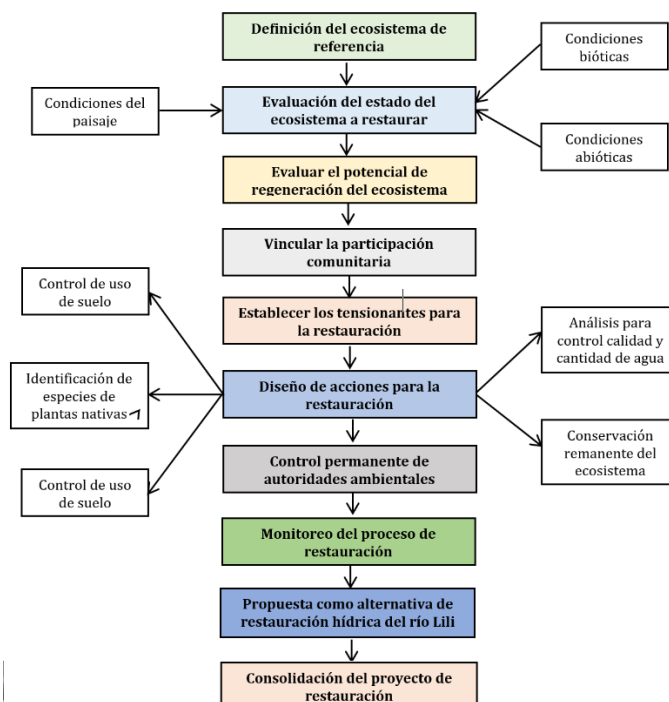 Definición del ecosistema de
referencia
Condiciones
bióticas
Condiciones del
paisaje
Evaluación del estado del
ecosistema a restaurar
Condiciones
abióticas
Evaluar el potencial de
regeneración del ecosistema
Vincular la participación
comunitaria
Control de uso
de suelo
Establecer los tensionantes para
la restauración
Análisis para
control calidad y
cantidad de agua
Identificación de
especies de
plantas nativas
Diseño de acciones para la
restauración
Conservación
remanente del
ecosistema
Control de uso
de suelo
Control permanente de
autoridades ambientales
Monitoreo del proceso de
restauración
Propuesta como alternativa de
restauración hídrica del río Lili
Consolidación del proyecto de
restauración